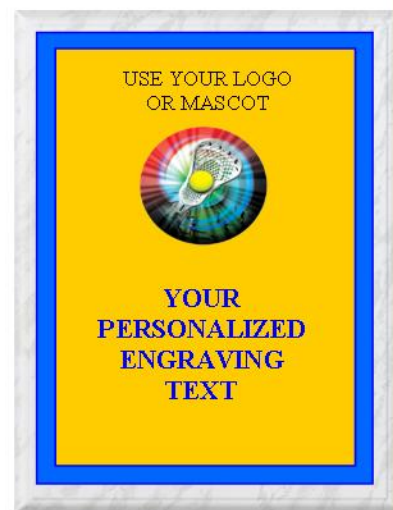 USE YOUR LOGO
OR MASCOT
YOUR
PERSONALIZED
ENGRAVING
TEXT